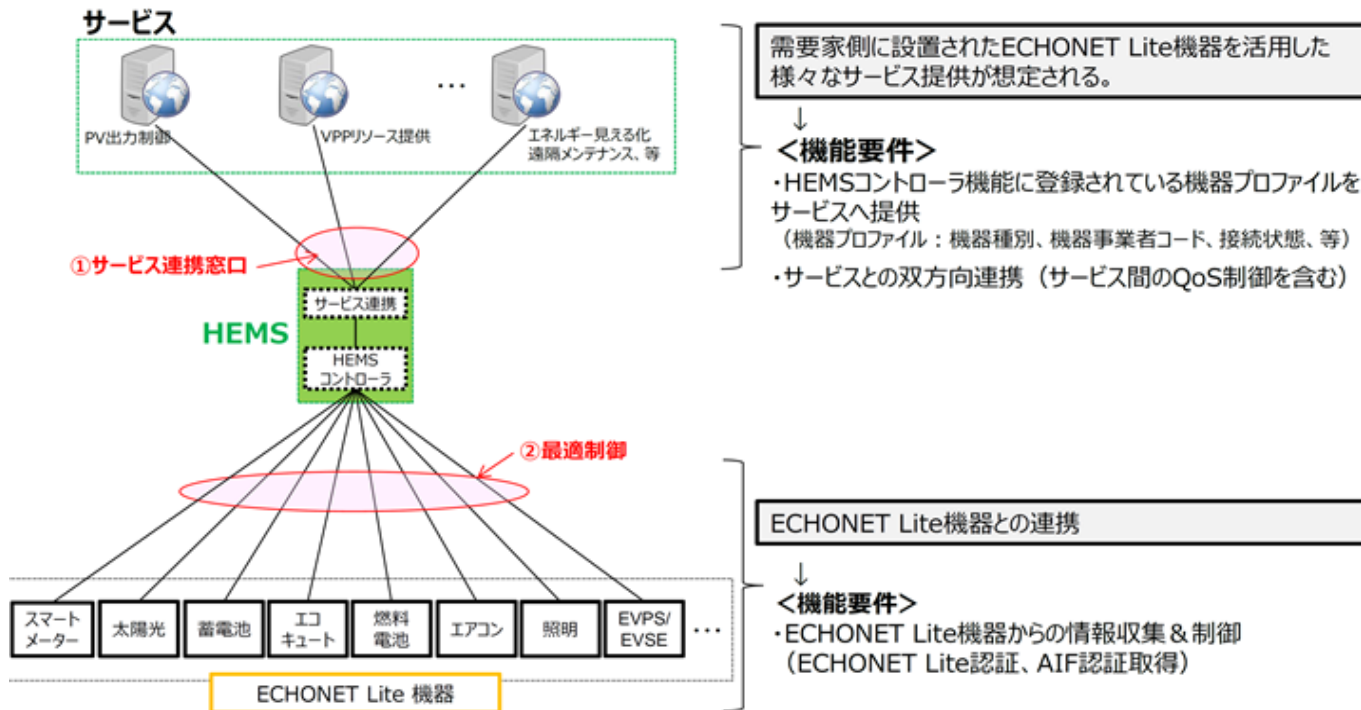 サービス
PV出力制御
VPPリソース提供
…
エネルギー見える化
遠隔メンテナンス、等
①サービス連携窓口
サービス連携
HEMS
HEMS
コントローラ
②最適制御
スマート
メーター
太陽光
蓄電池
エコ
キュート
燃料
電池
エアコン
照明
EVPS/
EVSE
…
ECHONET Lite 機器
需要家側に設置されたECHONET Lite機器を活用した
様々なサービス提供が想定される。
↓
<機能要件>
・HEMSコントローラ機能に登録されている機器プロファイルを
サービスへ提供
(機器プロファイル:機器種別、機器事業者コード、接続状態、等)
・サービスとの双方向連携(サービス間のQoS制御を含む)
ECHONET Lite機器との連携
↓
<機能要件>
・ECHONET Lite機器からの情報収集&制御
(ECHONET Lite認証、AIF認証取得)